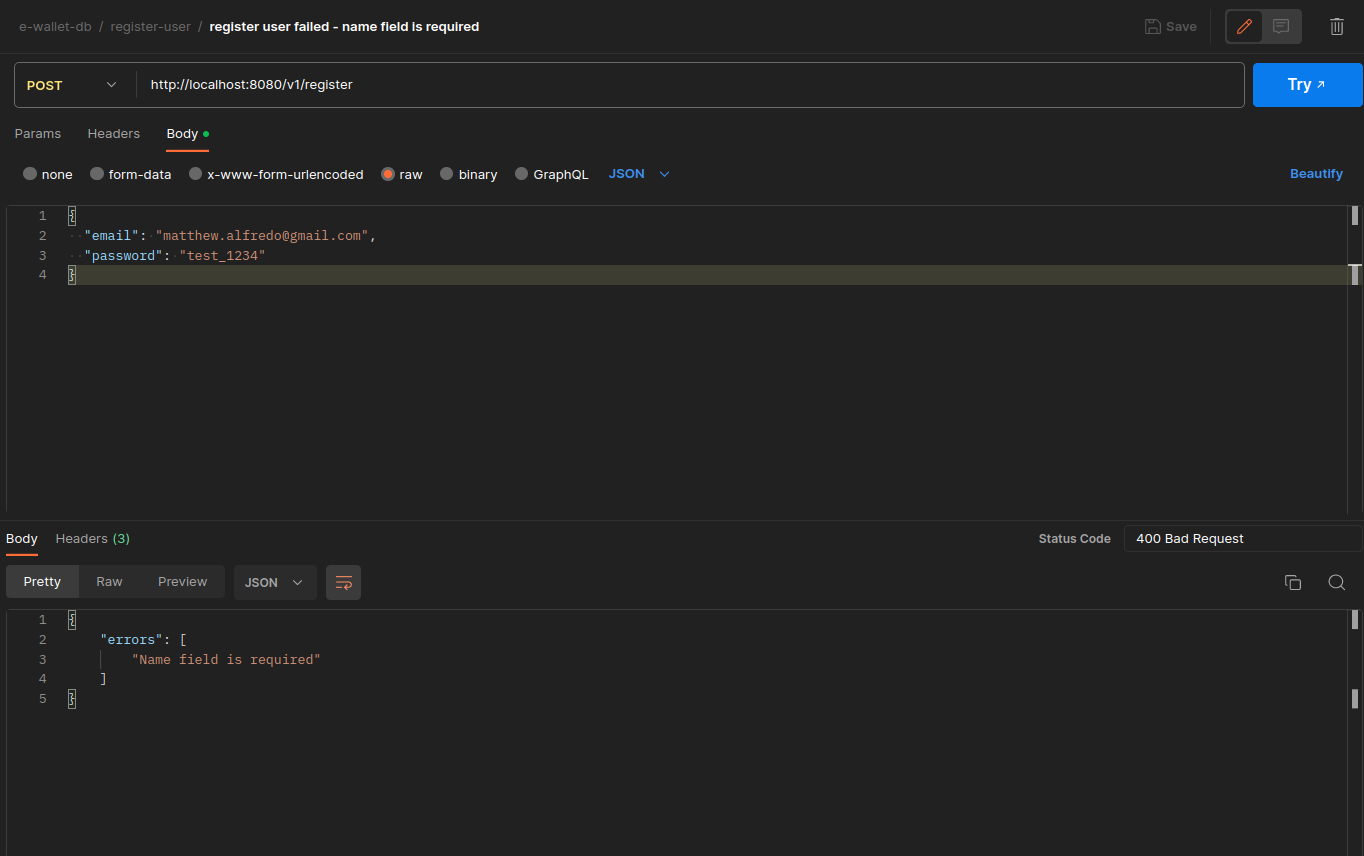 e-wallet-db / register-user / register user failed - name field is required Save
POST http://localhost:8080/v1/register Try ↗
Params Headers Body
none form-data x-www-form-urlencoded raw binary GraphQL JSON Beautify
1 {
2 "email": "matthew.alfredo@gmail.com",
3 "password": "test_1234"
4 }
Body Headers (3) Status Code 400 Bad Request
Pretty Raw Preview JSON
1 {
2 "errors": [
3 "Name field is required"
4 ]
5 }